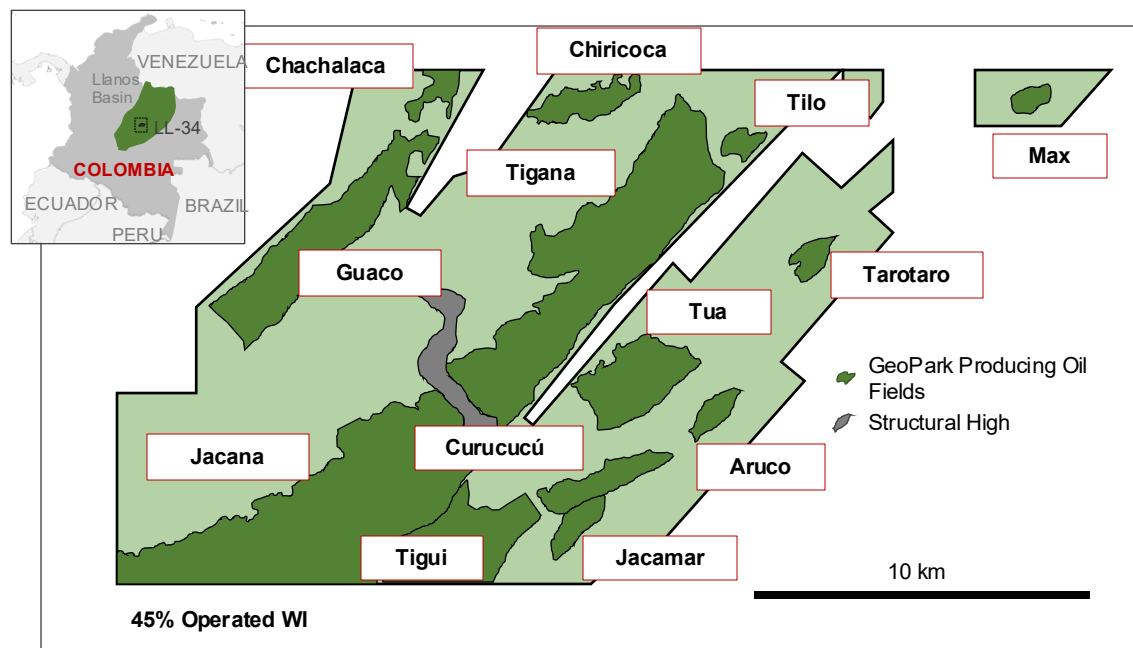 VENEZUELA
Llanos
Basin
LL-34
COLOMBIA
ECUADOR
BRAZIL
PERU
Chachalaca
Chiricoca
Tilo
Max
Tigana
Guaco
Tarotaro
Tua
GeoPark Producing Oil
Fields
Structural High
Jacana
Curucucú
Aruco
Tigui
Jacamar
10 km
45% Operated WI